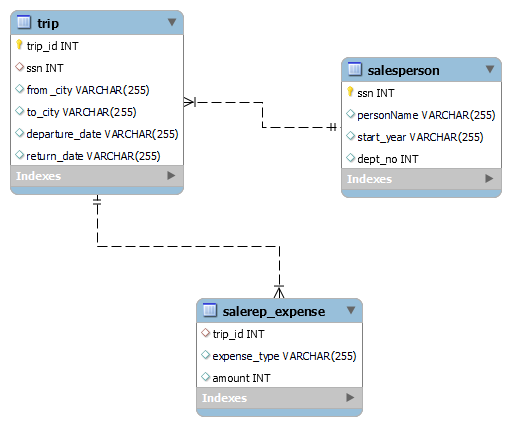 trip
trip_id INT
ssn INT
from_city VARCHAR(255)
to_city VARCHAR(255)
departure_date VARCHAR(255)
return_date VARCHAR(255)
Indexes
salesperson
ssn INT
personName VARCHAR(255)
start_year VARCHAR(255)
dept_no INT
Indexes
salerep_expense
trip_id INT
expense_type VARCHAR(255)
amount INT
Indexes